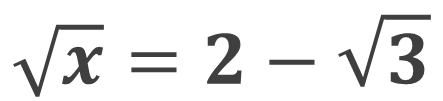 √x = 2 − √3